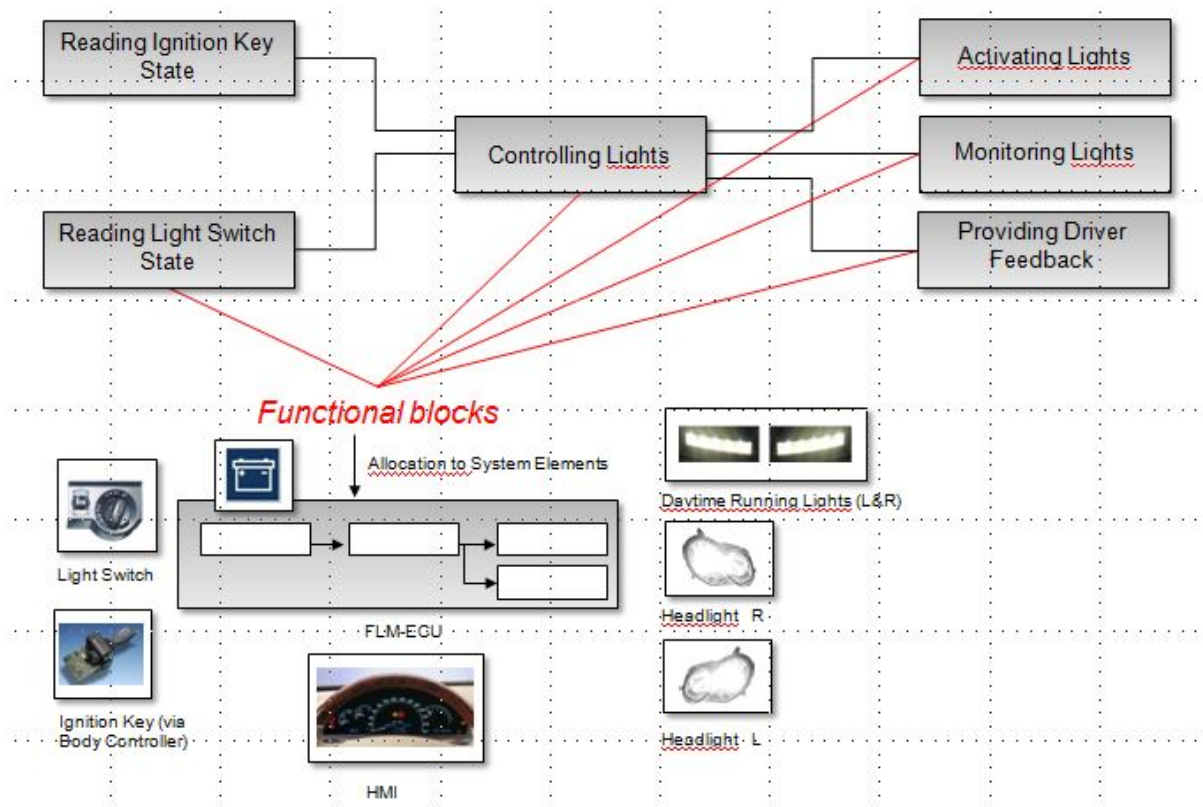 Reading Ignition Key
State
Activating Lights
Controlling Lights
Monitoring Lights
Reading Light Switch
State
Providing Driver
Feedback
Functional blocks
Allocation to System Elements
Daytime Running Lights (L&R)
Light Switch
Headlight R
FLM-ECU
Ignition Key (via
Body Controller)
Headlight L
HMI